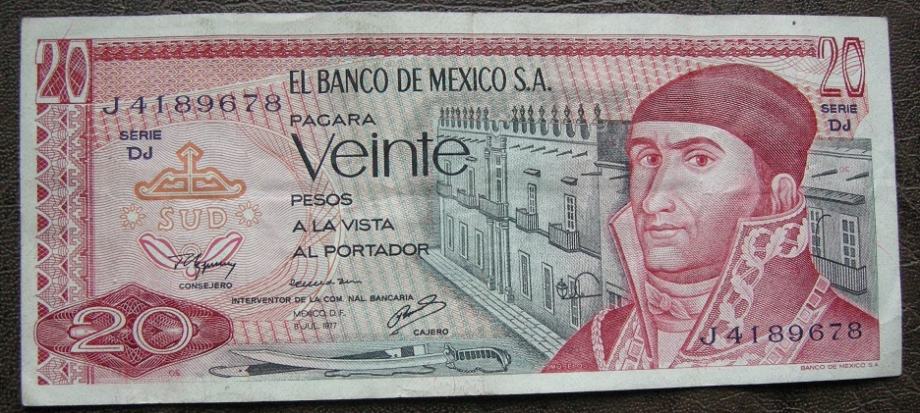 20
EL BANCO DE MEXICO S.A.
20
J4189678
SERIE
DJ
SERIE
DJ
PAGARA
Veinte
PESOS
A LA VISTA
AL PORTADOR
SUD
CONSEJERO
INTERVENTOR DE LA COM. NAL. BANCARIA
MEXICO, D. F.
8 JUL. 1977
CAJERO
20
MORELOS
J4189678
BANCO DE MEXICO S.A.